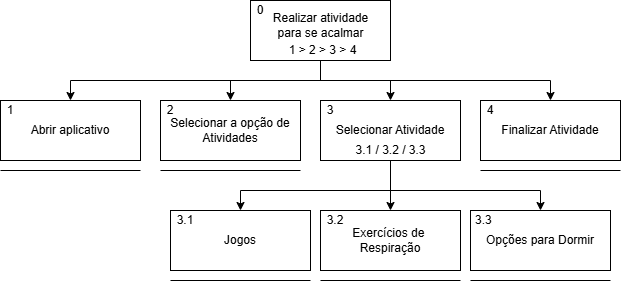 0
Realizar atividade
para se acalmar
1 > 2 > 3 > 4
1
Abrir aplicativo
2
Selecionar a opção de
Atividades
3
Selecionar Atividade
3.1 / 3.2 / 3.3
4
Finalizar Atividade
3.1
Jogos
3.2
Exercícios de
Respiração
3.3
Opções para Dormir